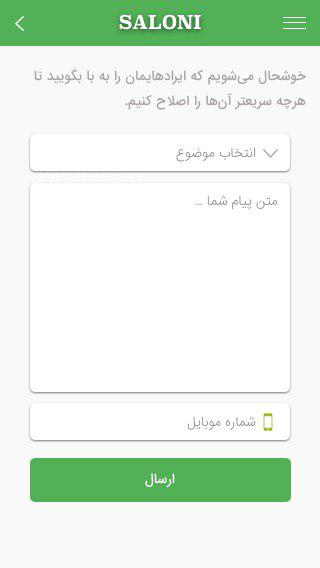 SALONI
خوشحال می‌شویم که ایرادهایمان را به با بگویید تا
هرچه سریعتر آن‌ها را اصلاح کنیم.
انتخاب موضوع
متن پیام شما ...
شماره موبایل
ارسال